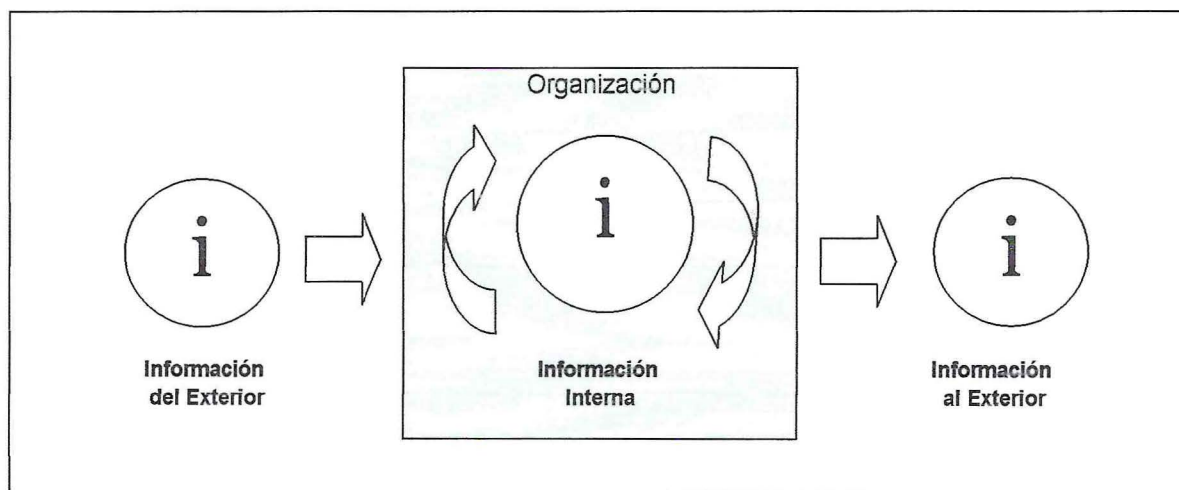 Organización
i
i
i
Información
del Exterior
Información
Interna
Información
al Exterior